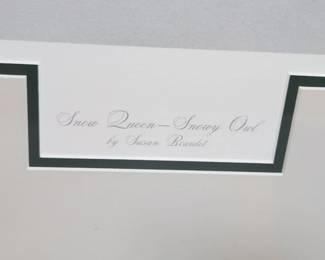 Snow Queen — Snowy Owl
by Susan Bourdet